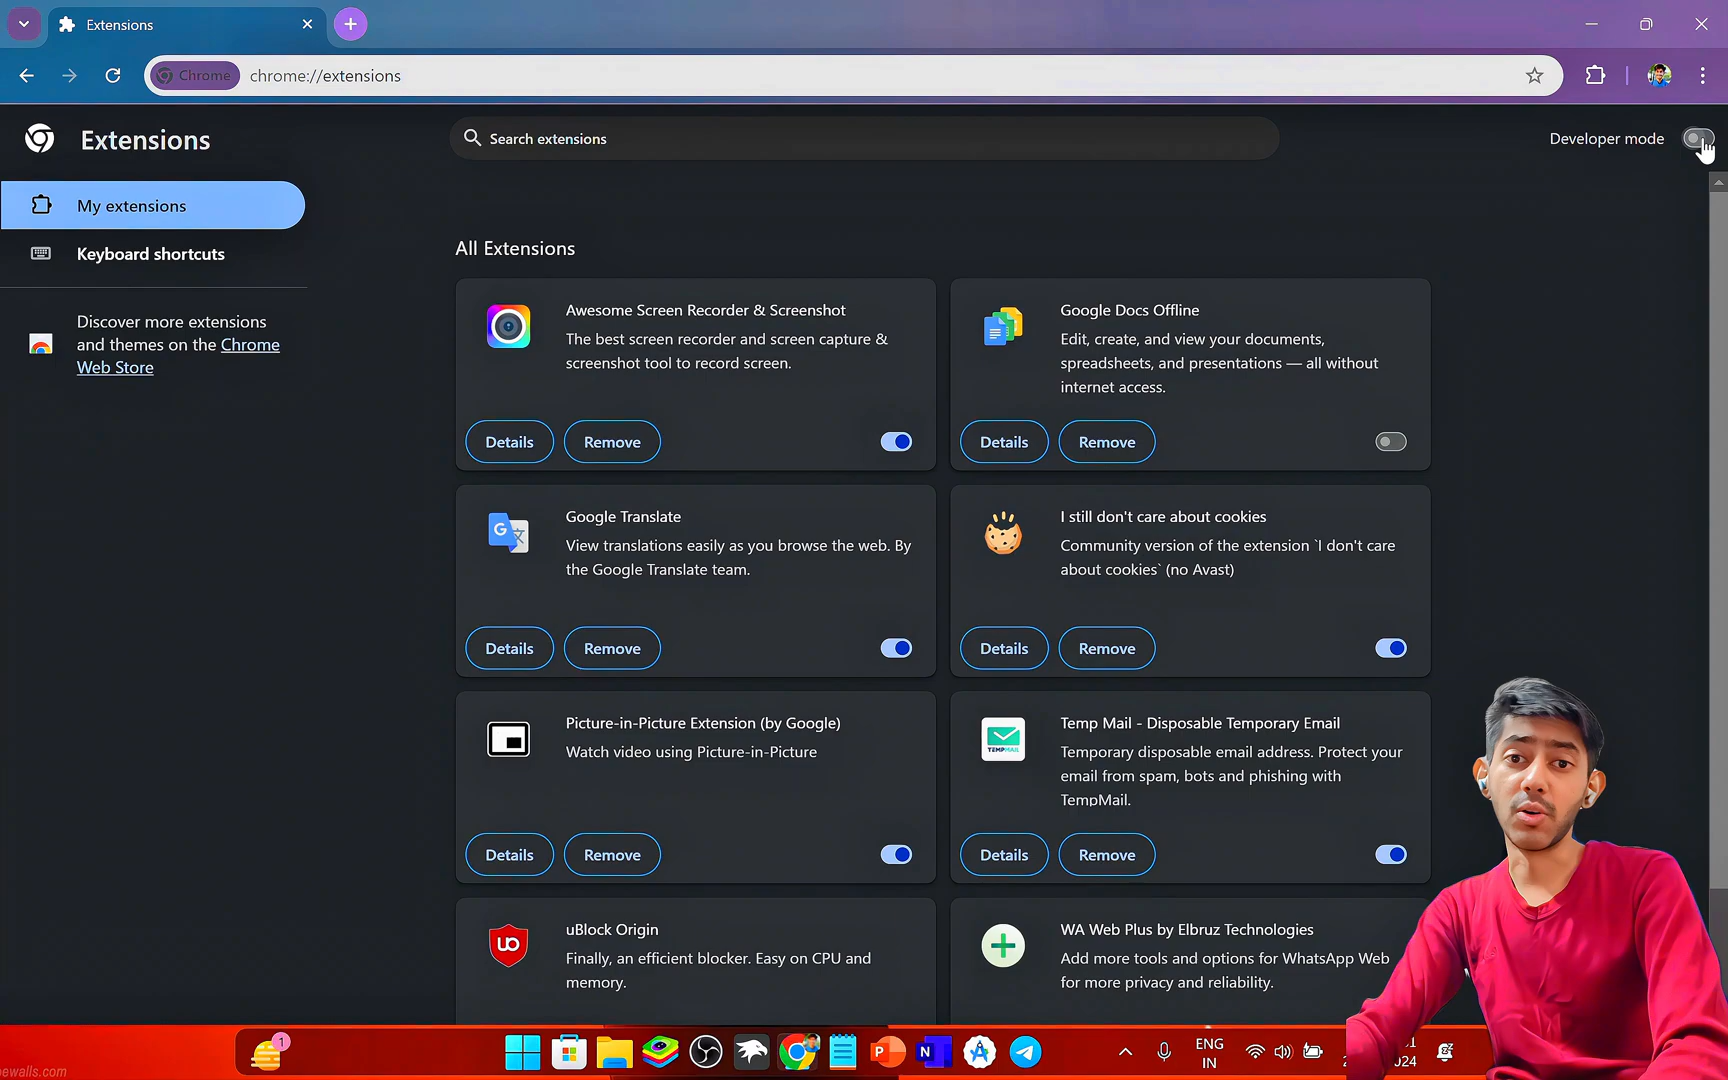 Extensions
Chrome
chrome://extensions
Extensions
Search extensions
Developer mode
My extensions
Keyboard shortcuts
Discover more extensions
and themes on the Chrome
Web Store
All Extensions
Awesome Screen Recorder & Screenshot
The best screen recorder and screen capture &
screenshot tool to record screen.
Details
Remove
Google Docs Offline
Edit, create, and view your documents,
spreadsheets, and presentations — all without
internet access.
Details
Remove
Google Translate
View translations easily as you browse the web. By
the Google Translate team.
Details
Remove
I still don't care about cookies
Community version of the extension `I don't care
about cookies` (no Avast)
Details
Remove
Picture-in-Picture Extension (by Google)
Watch video using Picture-in-Picture
Details
Remove
TEMPMAIL
Temp Mail - Disposable Temporary Email
Temporary disposable email address. Protect your
email from spam, bots and phishing with
TempMail.
Details
Remove
UO
uBlock Origin
Finally, an efficient blocker. Easy on CPU and
memory.
WA Web Plus by Elbruz Technologies
Add more tools and options for WhatsApp Web
for more privacy and reliability.
1
ENG
IN
ewalls.com